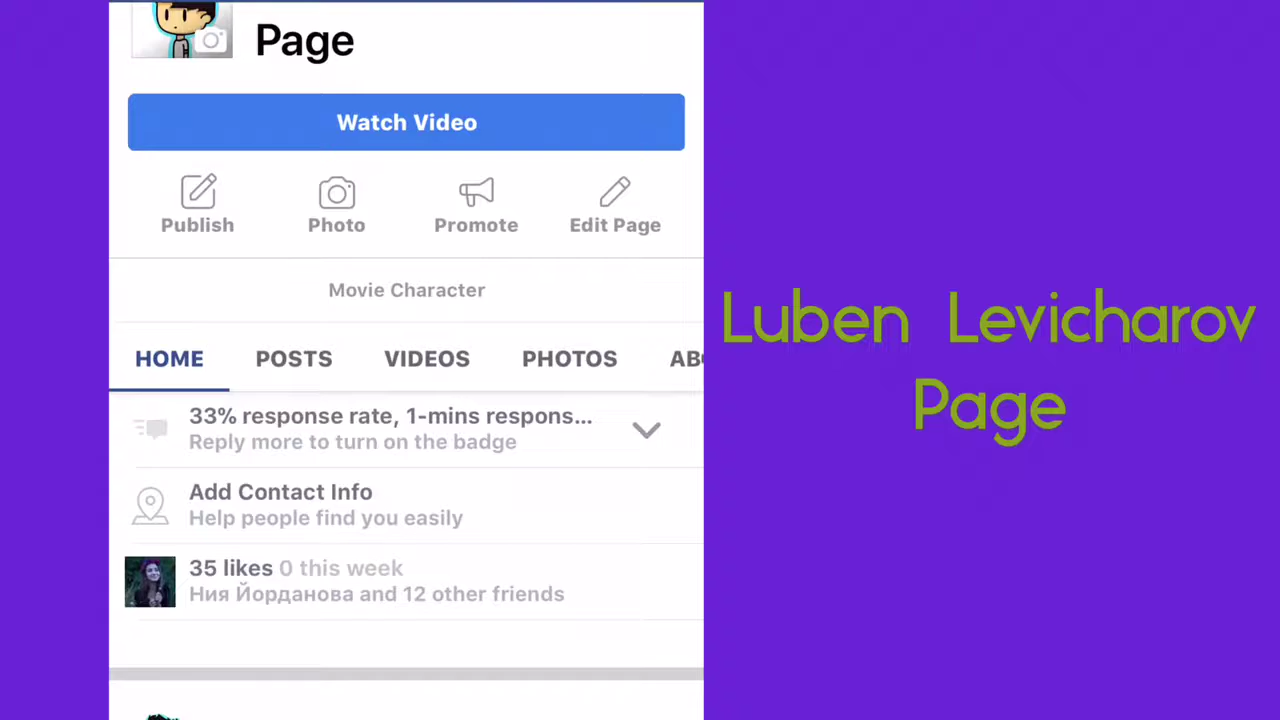 Page
Watch Video
Publish Photo Promote Edit Page
Movie Character
HOME POSTS VIDEOS PHOTOS
33% response rate, 1-mins respons...
Reply more to turn on the badge
Add Contact Info
Help people find you easily
35 likes 0 this week
Ния Йорданова and 12 other friends
Luben Levicharov
Page